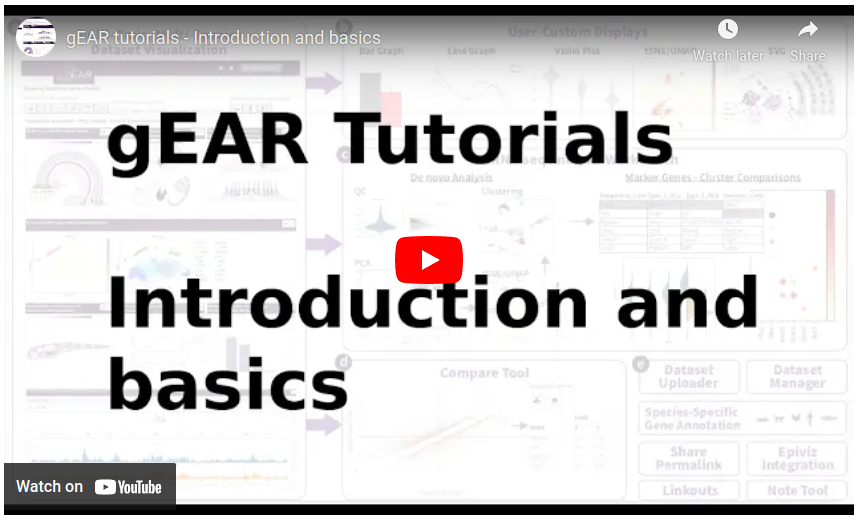 gEAR tutorials - Introduction and basics
Watch later
Share
Dataset Visualization
User-Custom Displays
Bar Graph
Line Graph
Violin Plot
tSNE/UMAP
SVG
gEAR Tutorials
De novo Analysis
Marker Genes - Cluster Comparisons
QC
Clustering
PCA
tSNE/UMAP
Introduction and
basics
d
Compare Tool
e
Dataset
Uploader
Dataset
Manager
Species-Specific
Gene Annotation
Share
Permalink
Epiviz
Integration
Linkouts
Note Tool
Watch on
YouTube